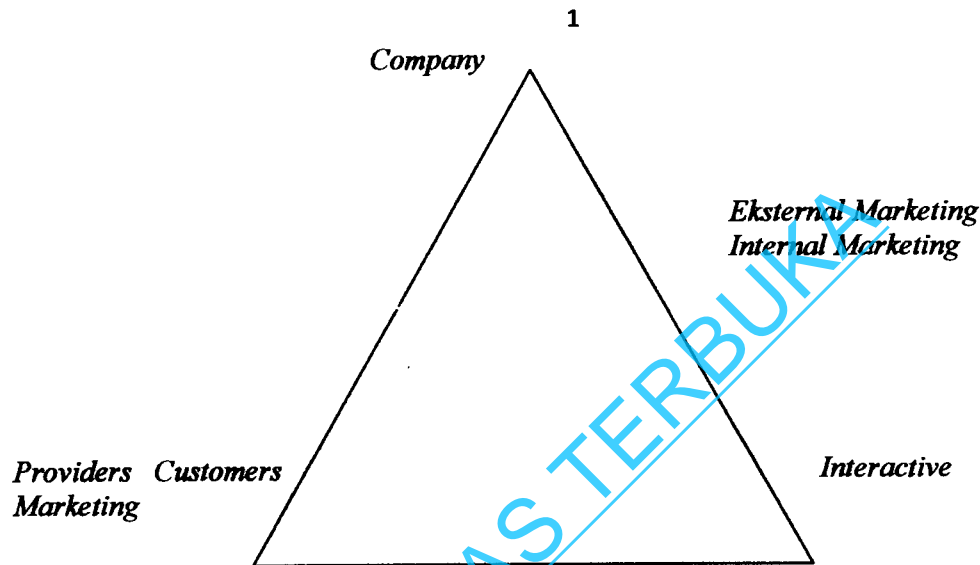 1
Company
Eksternal Marketing
Internal Marketing
Providers Customers
Interactive
Marketing
AS TERBUKA